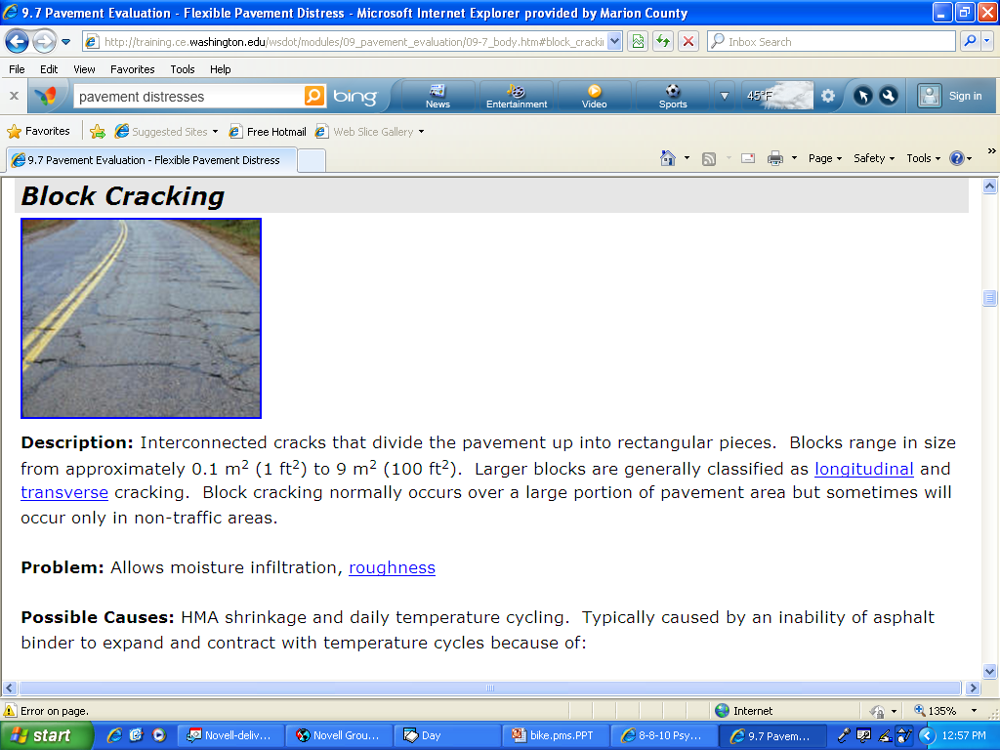 9.7 Pavement Evaluation - Flexible Pavement Distress - Microsoft Internet Explorer provided by Marion County
http://training.ce.washington.edu/wsdot/modules/09_pavement_evaluation/09-7_body.htm#block_cracki
Inbox Search
File Edit View Favorites Tools Help
x pavement distresses bing News Entertainment Video Sports 45°F Sign in
Favorites Suggested Sites Free Hotmail Web Slice Gallery
9.7 Pavement Evaluation - Flexible Pavement Distress
Page Safety Tools »
Block Cracking
Description: Interconnected cracks that divide the pavement up into rectangular pieces. Blocks range in size
from approximately 0.1 m² (1 ft²) to 9 m² (100 ft²). Larger blocks are generally classified as longitudinal and
transverse cracking. Block cracking normally occurs over a large portion of pavement area but sometimes will
occur only in non-traffic areas.
Problem: Allows moisture infiltration, roughness
Possible Causes: HMA shrinkage and daily temperature cycling. Typically caused by an inability of asphalt
binder to expand and contract with temperature cycles because of:
Error on page. Internet 135%
start Novell-deliv... Novell Grou... Day bike.pms.PPT 8-8-10 Psy... 9.7 Pavem... 12:57 PM